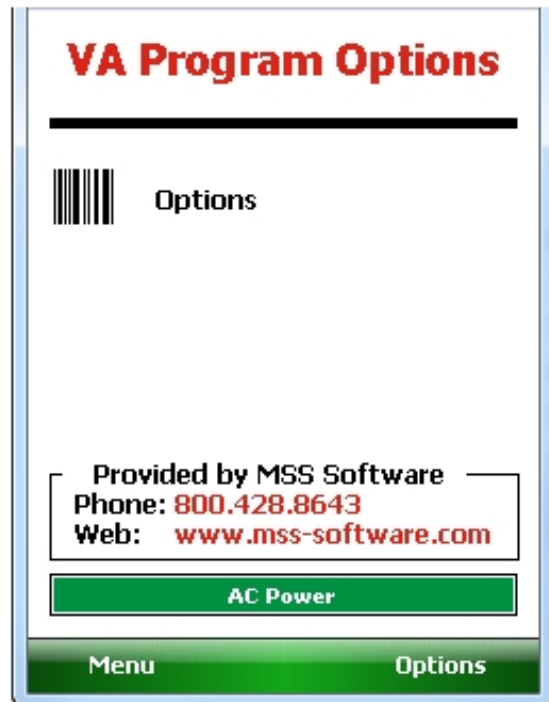 VA Program Options
Options
Provided by MSS Software
Phone: 800.428.8643
Web: www.mss-software.com
AC Power
Menu Options